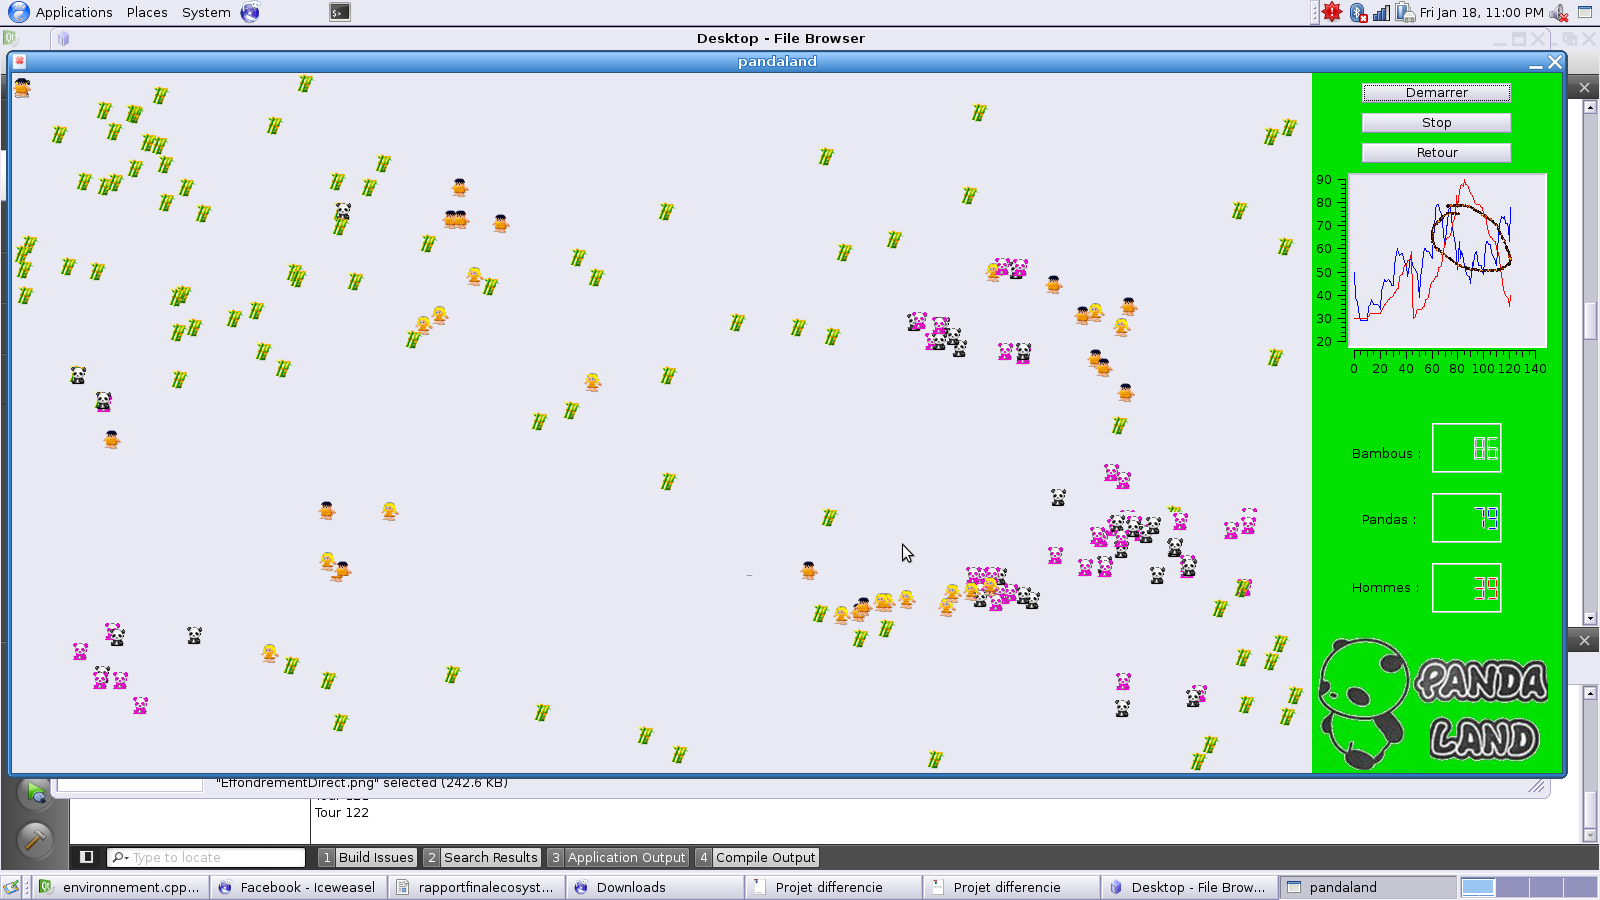 Applications Places System Fri Jan 18, 11:00 PM
Desktop - File Browser
pandaland
Demarrer
Stop
Retour
90
80
70
60
50
40
30
20
0 20 40 60 80 100 120 140
Bambous : 86
Pandas : 79
Hommes : 39
PANDA
LAND
"EffondrementDirect.png" selected (242.6 KB)
Tour 122
Type to locate 1 Build Issues 2 Search Results 3 Application Output 4 Compile Output
environnement.cpp... Facebook - Iceweasel rapportfinalecosyst... Downloads Projet differencie Projet differencie Desktop - File Brow... pandaland